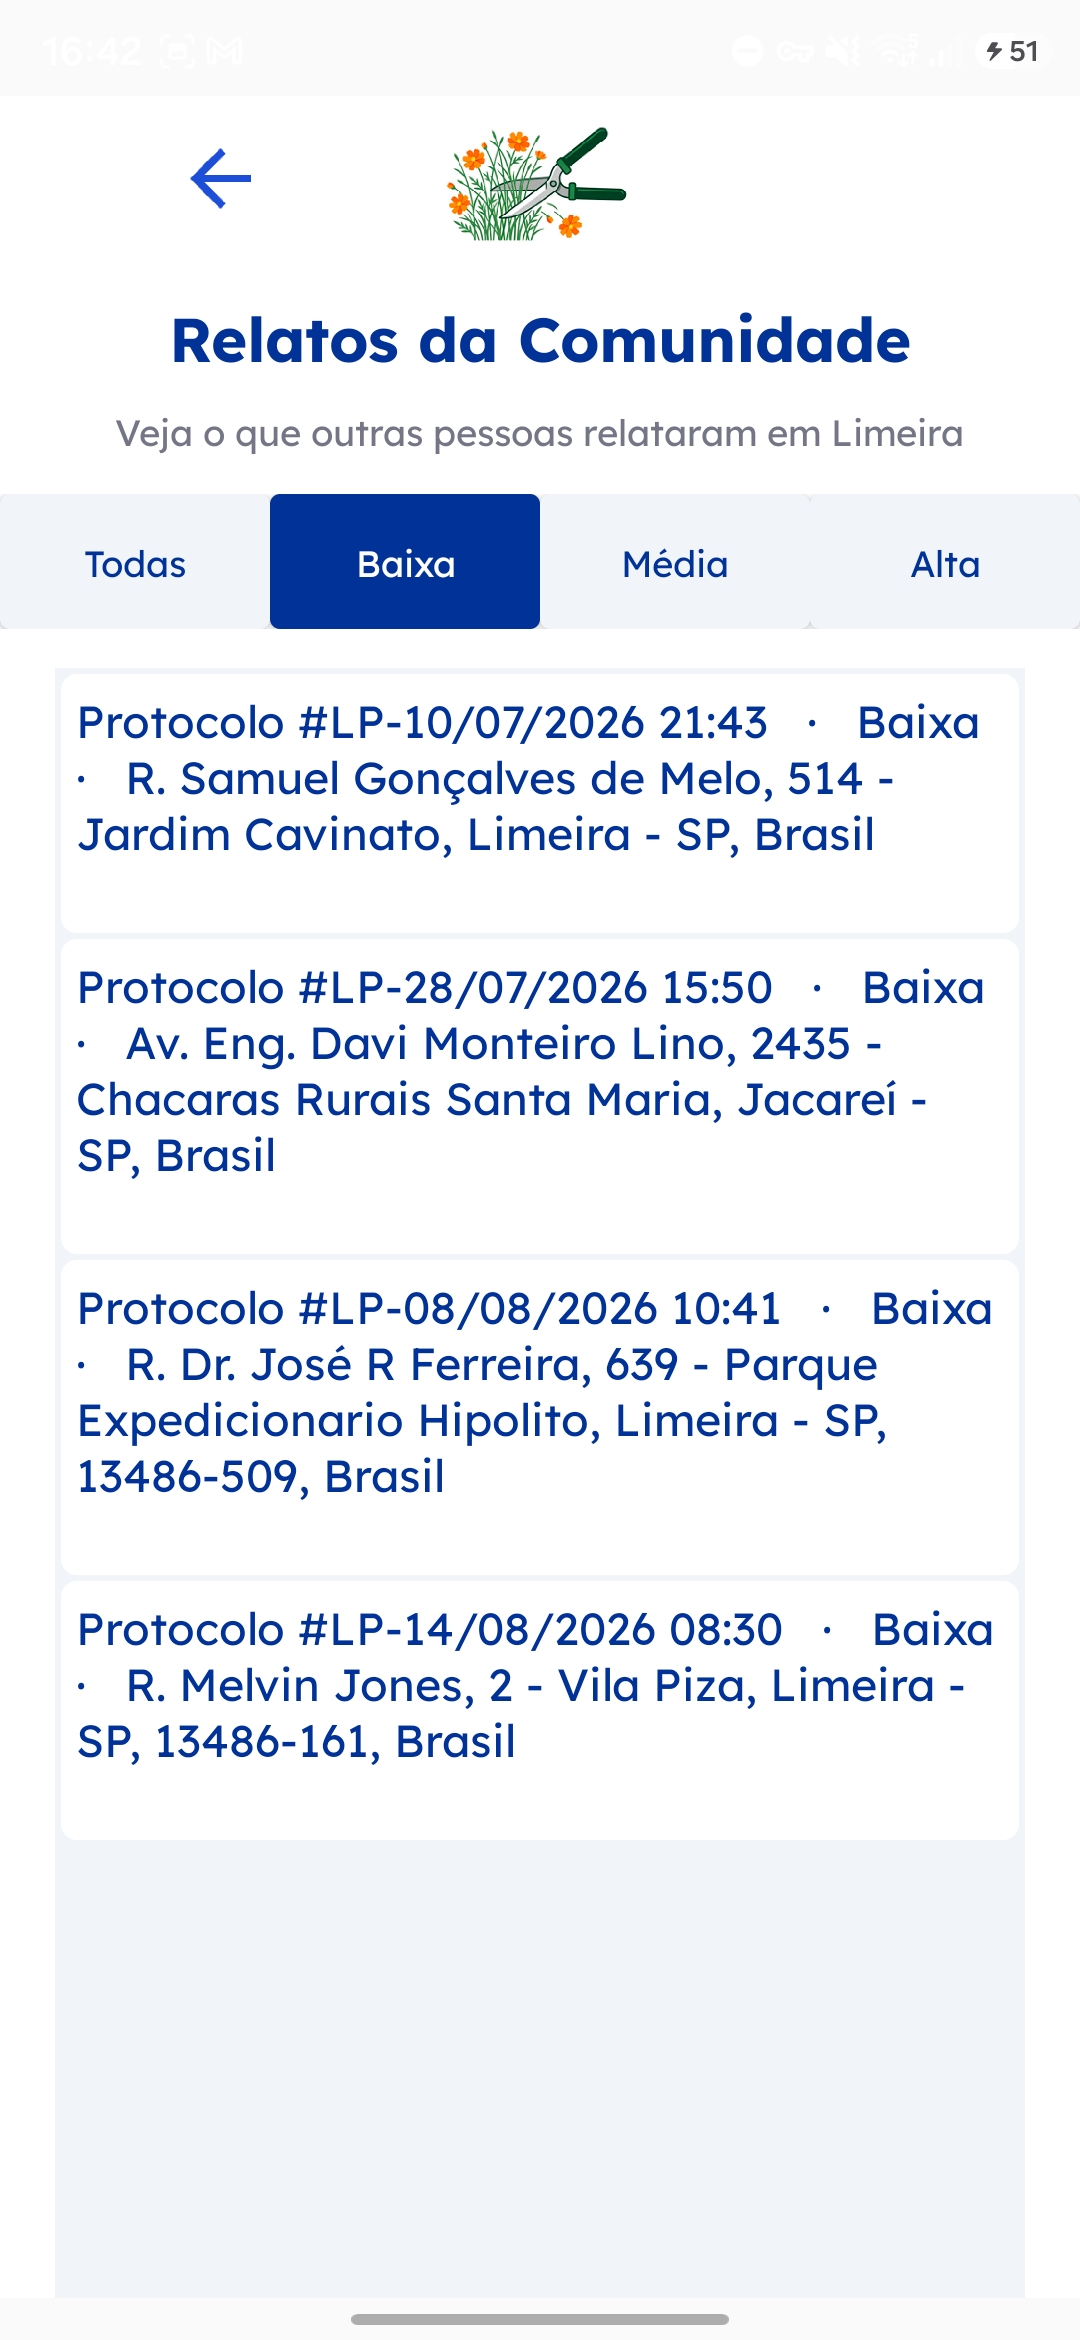 16:42
51
Relatos da Comunidade
Veja o que outras pessoas relataram em Limeira
Todas
Baixa
Média
Alta
Protocolo #LP-10/07/2026 21:43 · Baixa
· R. Samuel Gonçalves de Melo, 514 -
Jardim Cavinato, Limeira - SP, Brasil
Protocolo #LP-28/07/2026 15:50 · Baixa
· Av. Eng. Davi Monteiro Lino, 2435 -
Chacaras Rurais Santa Maria, Jacareí -
SP, Brasil
Protocolo #LP-08/08/2026 10:41 · Baixa
· R. Dr. José R Ferreira, 639 - Parque
Expedicionario Hipolito, Limeira - SP,
13486-509, Brasil
Protocolo #LP-14/08/2026 08:30 · Baixa
· R. Melvin Jones, 2 - Vila Piza, Limeira -
SP, 13486-161, Brasil